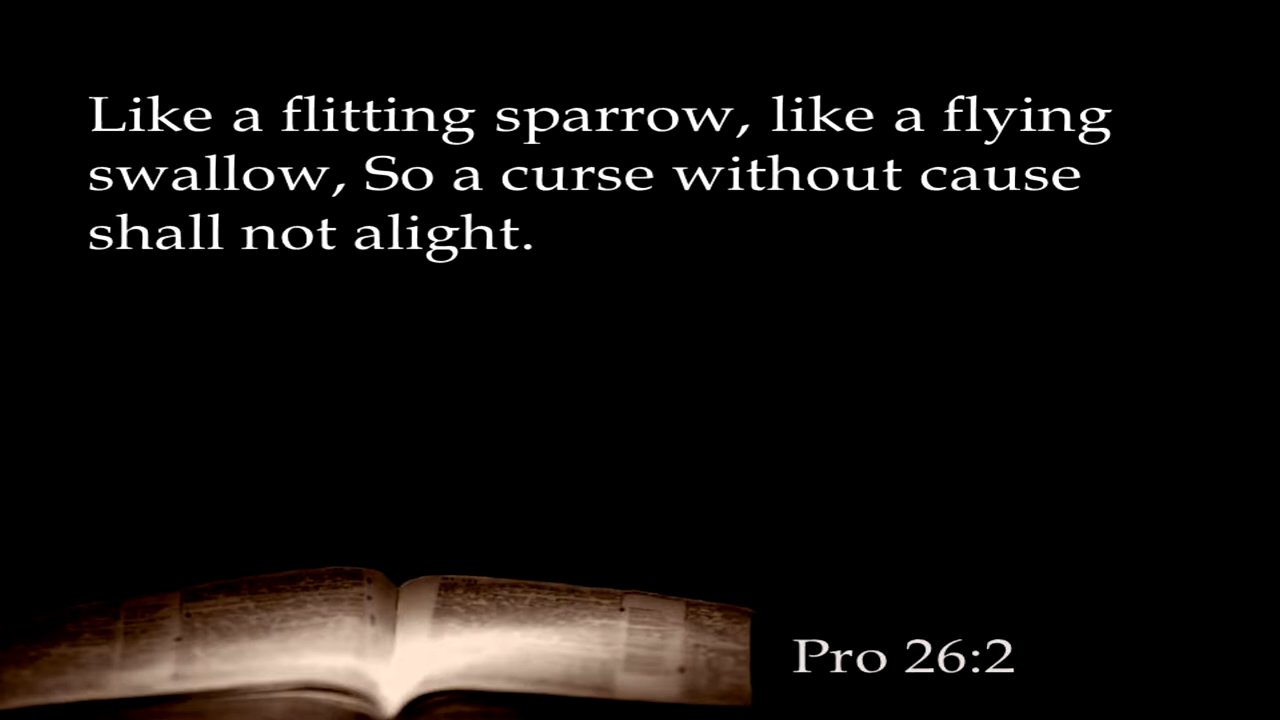 Like a flitting sparrow, like a flying
swallow, So a curse without cause
shall not alight.
Pro 26:2